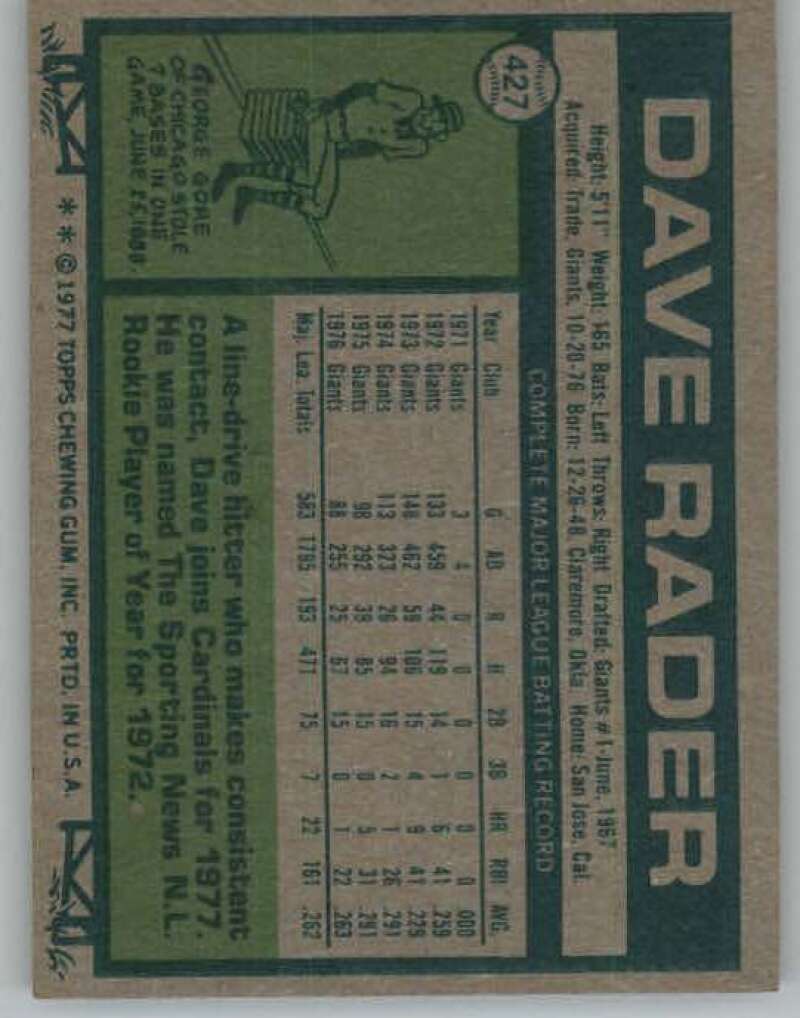 427
DAVE RADER
Height: 5'11" Weight: 165 Bats: Left Throws: Right Drafted: Giants #1-June, 1967
Acquired: Trade, Giants, 10-20-76 Born: 12-26-48, Claremore, Okla. Home: San Jose, Cal.
COMPLETE MAJOR LEAGUE BATTING RECORD
Year Club G AB R H 2B 3B HR RBI AVG.
1971 Giants 3 4 0 0 0 0 0 0 .000
1972 Giants 133 459 44 119 14 1 6 41 .259
1973 Giants 148 462 59 106 15 4 9 41 .229
1974 Giants 113 323 26 94 16 2 1 26 .291
1975 Giants 98 292 39 85 15 0 5 31 .291
1976 Giants 88 255 25 67 15 0 1 22 .263
Maj. Lea. Totals 583 1795 193 471 75 7 22 161 .262
GEORGE GORE
OF CHICAGO STOLE
7 BASES IN ONE
GAME, JUNE
A line-drive hitter who makes consistent
contact, Dave joins Cardinals for 1977.
He was named The Sporting News N.L.
Rookie Player of Year for 1972.
**©1977 TOPPS CHEWING GUM, INC. PRTD. IN U.S.A.